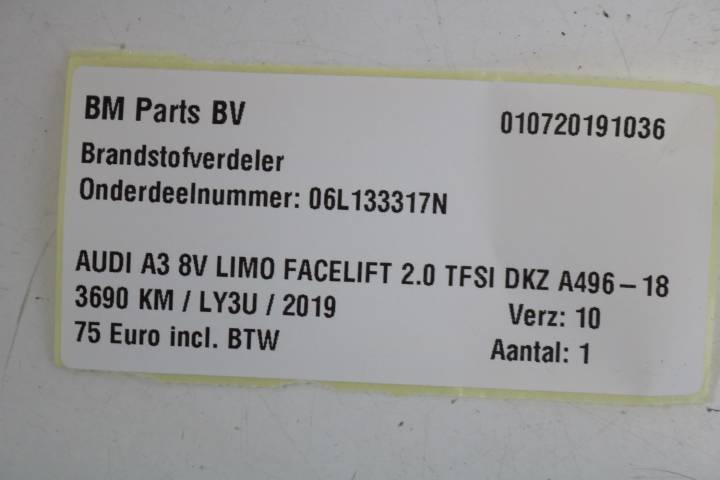 BM Parts BV 010720191036
Brandstofverdeler
Onderdeelnummer: 06L133317N
AUDI A3 8V LIMO FACELIFT 2.0 TFSI DKZ A496-18
3690 KM / LY3U / 2019 Verz: 10
75 Euro incl. BTW Aantal: 1